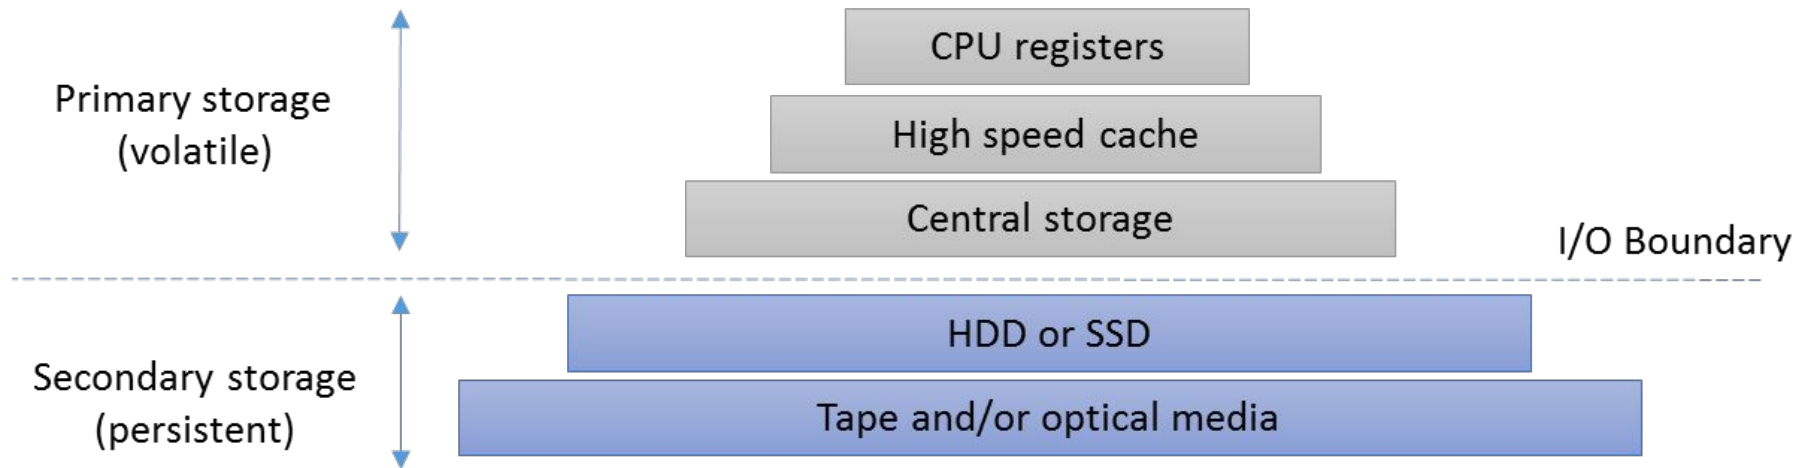 CPU registers
Primary storage
(volatile)
High speed cache
Central storage
I/O Boundary
HDD or SSD
Secondary storage
(persistent)
Tape and/or optical media